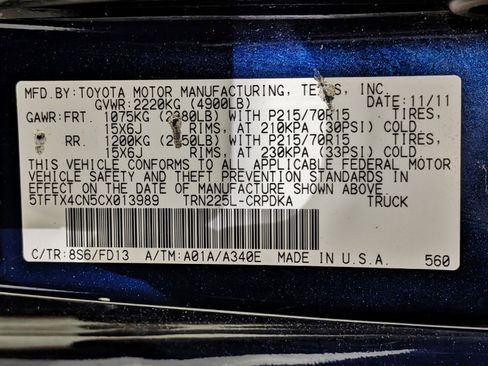 MFD.BY:TOYOTA MOTOR MANUFACTURING, TEXAS, INC.
GVWR:2220KG (4900LB) DATE:11/11
GAWR:FRT. 1075KG (2380LB) WITH P215/70R15 TIRES,
15X6J RIMS, AT 210KPA (30PSI) COLD
RR. 1200KG (2650LB) WITH P215/70R15 TIRES,
15X6J RIMS, AT 230KPA (33PSI) COLD
THIS VEHICLE CONFORMS TO ALL APPLICABLE FEDERAL MOTOR
VEHICLE SAFETY AND THEFT PREVENTION STANDARDS IN
EFFECT ON THE DATE OF MANUFACTURE SHOWN ABOVE
5TFTX4CN5CX013989 TRN225L-CRPDKA TRUCK
C/TR:8S6/FD13 A/TM:A01A/A340E MADE IN U.S.A. 560